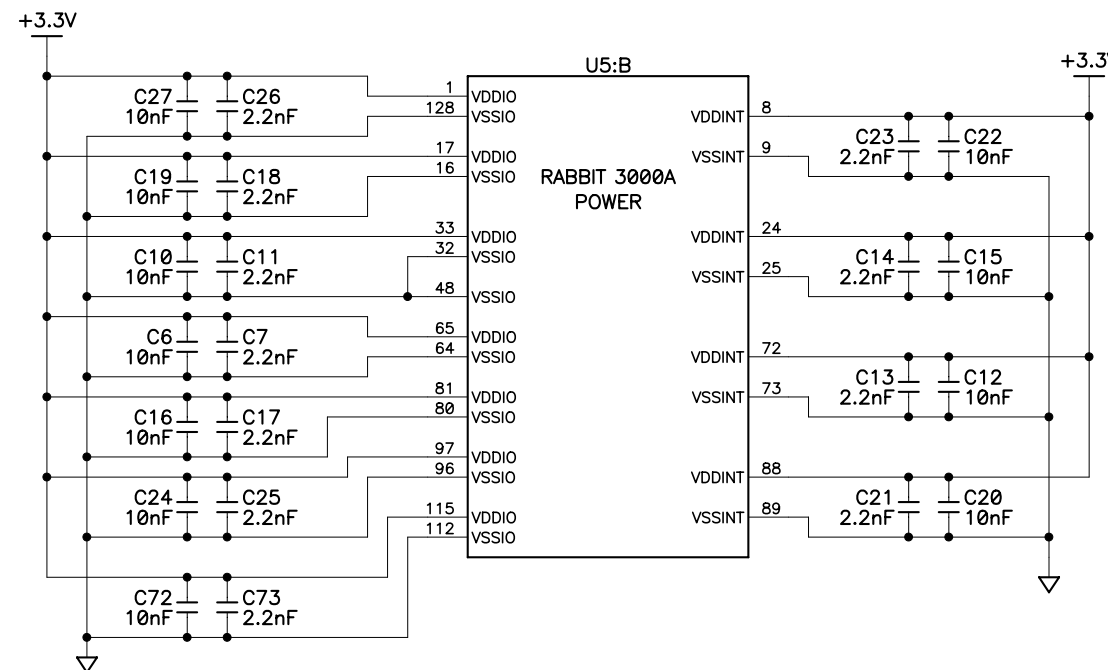 +3.3V
+3.3V
U5:B
RABBIT 3000A
POWER
1 VDDIO
128 VSSIO
17 VDDIO
16 VSSIO
33 VDDIO
32 VSSIO
48 VSSIO
65 VDDIO
64 VSSIO
81 VDDIO
80 VSSIO
97 VDDIO
96 VSSIO
115 VDDIO
112 VSSIO
VDDINT 8
VSSINT 9
VDDINT 24
VSSINT 25
VDDINT 72
VSSINT 73
VDDINT 88
VSSINT 89
C27 C26
10nF 2.2nF
C19 C18
10nF 2.2nF
C10 C11
10nF 2.2nF
C6 C7
10nF 2.2nF
C16 C17
10nF 2.2nF
C24 C25
10nF 2.2nF
C72 C73
10nF 2.2nF
C23 C22
2.2nF 10nF
C14 C15
2.2nF 10nF
C13 C12
2.2nF 10nF
C21 C20
2.2nF 10nF